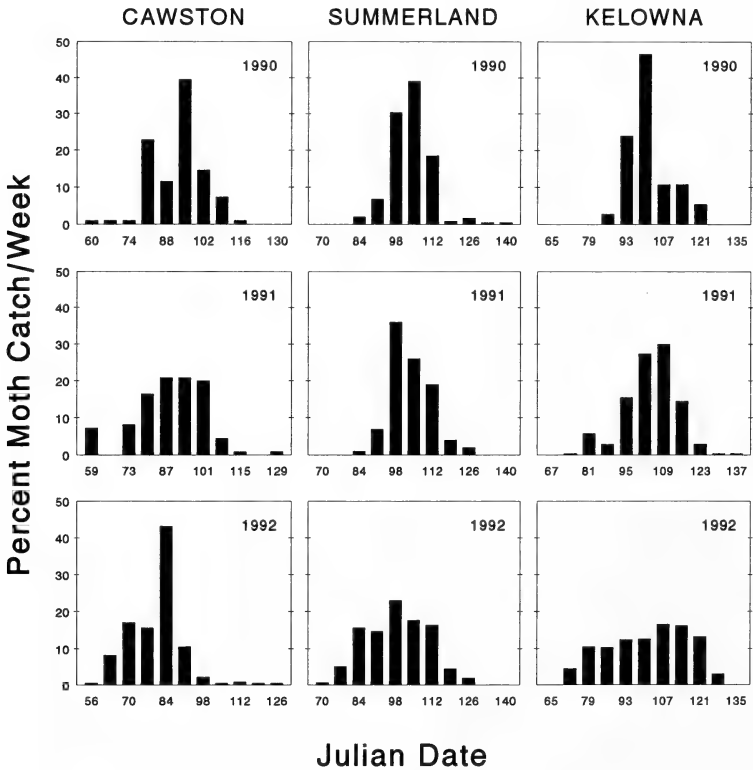 CAWSTON SUMMERLAND KELOWNA
50 1990 1990 1990
40
30
20
10
0
60 74 88 102 116 130 70 84 98 112 126 140 65 79 93 107 121 135
50 1991 1991 1991
40
30
20
10
0
59 73 87 101 115 129 70 84 98 112 126 140 67 81 95 109 123 137
50 1992 1992 1992
40
30
20
10
0
56 70 84 98 112 126 70 84 98 112 126 140 65 79 93 107 121 135
Percent Moth Catch/Week
Julian Date